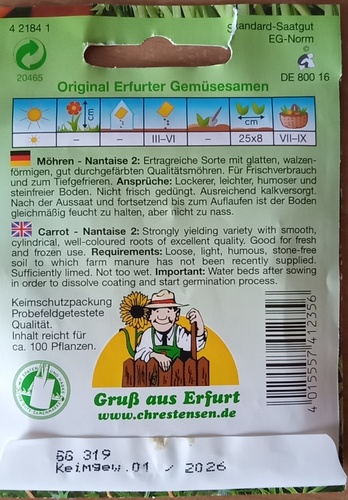 4 2184 1
Standard-Saatgut
EG-Norm
20465
DE 800 16
Original Erfurter Gemüsesamen
cm
cm
– – III–VI – 25x8 VII–IX
Möhren - Nantaise 2: Ertragreiche Sorte mit glatten, walzen-
förmigen, gut durchgefärbten Qualitätsmöhren. Für Frischverbrauch
und zum Tiefgefrieren. Ansprüche: Lockerer, leichter, humoser und
steinfreier Boden. Nicht frisch gedüngt. Ausreichend kalkversorgt.
Nach der Aussaat und fortsetzend bis zum Auflaufen ist der Boden
gleichmäßig feucht zu halten, aber nicht zu nass.
Carrot - Nantaise 2: Strongly yielding variety with smooth,
cylindrical, well-coloured roots of excellent quality. Good for fresh
and frozen use. Requirements: Loose, light, humous, stone-free
soil to which farm manure has not been recently supplied.
Sufficiently limed. Not too wet. Important: Water beds after sowing
in order to dissolve coating and start germination process.
Keimschutzpackung
Probefeldgetestete
Qualität.
Inhalt reicht für
ca. 100 Pflanzen.
Gruß aus Erfurt
www.chrestensen.de
4 015557 412356
GG 319
Keimgew.01 / 2026